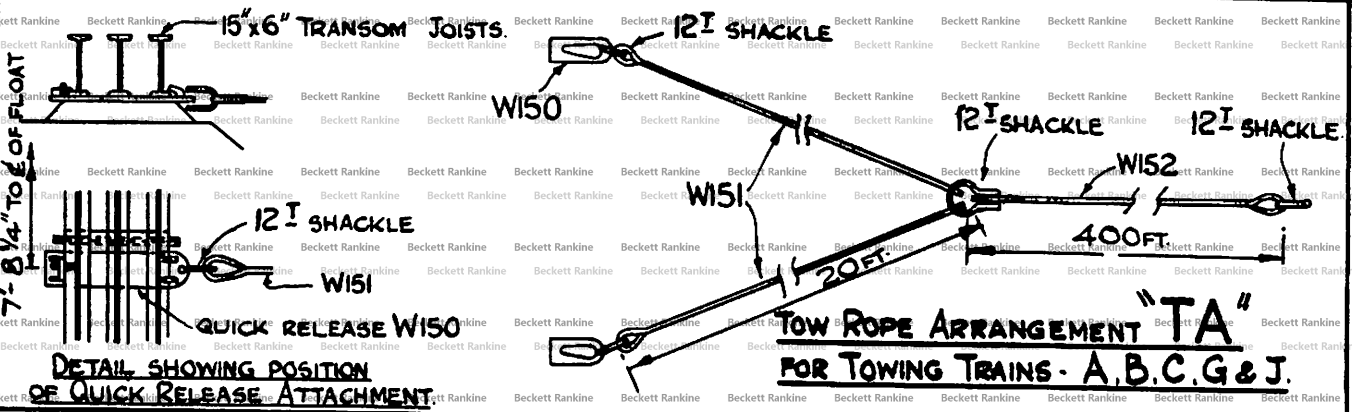 15"x6" TRANSOM JOISTS.
7'-8¼" TO ℄ OF FLOAT
12T SHACKLE
W151
QUICK RELEASE W150
DETAIL SHOWING POSITION
OF QUICK RELEASE ATTACHMENT.
12T SHACKLE
W150
W151
12T SHACKLE
12T SHACKLE.
W152
400FT.
20FT.
TOW ROPE ARRANGEMENT "TA"
FOR TOWING TRAINS - A,B,C,G & J.
Beckett Rankine